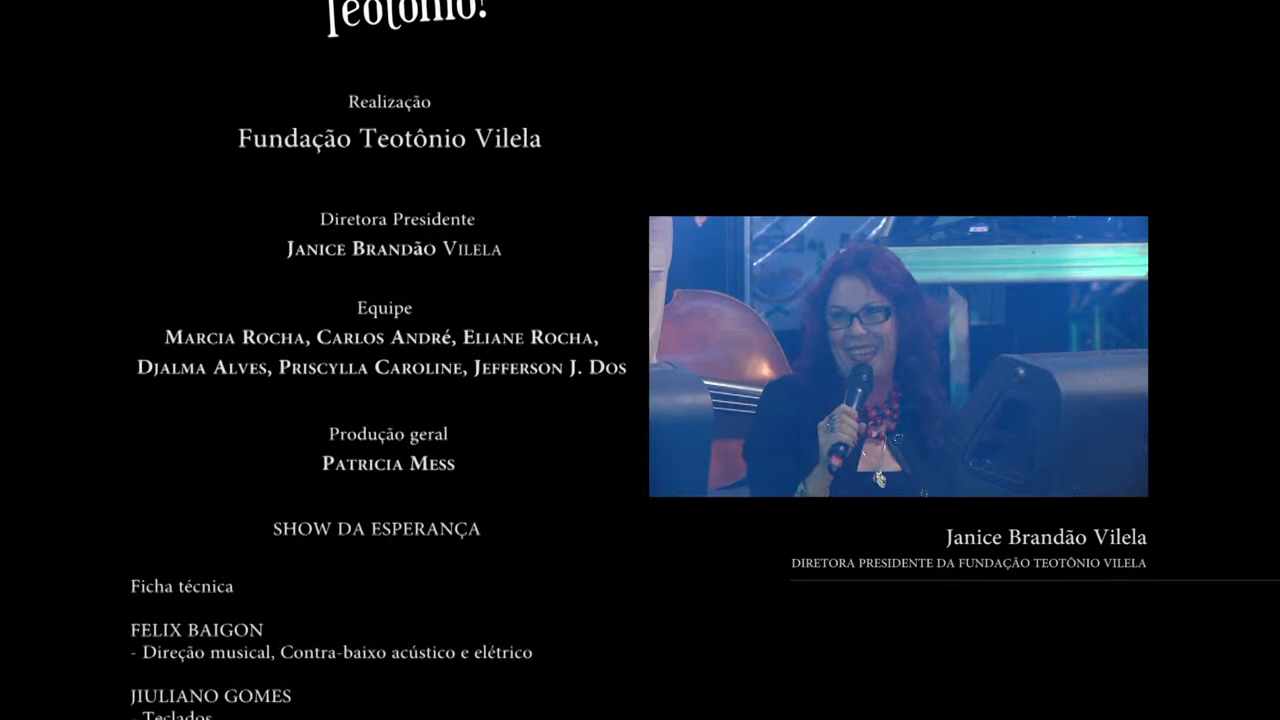 Teotônio!
Realização
Fundação Teotônio Vilela
Diretora Presidente
JANICE BRANDãO VILELA
Equipe
MARCIA ROCHA, CARLOS ANDRé, ELIANE ROCHA,
DJALMA ALVES, PRISCYLLA CAROLINE, JEFFERSON J. DOS
Produção geral
PATRICIA MESS
SHOW DA ESPERANÇA
Ficha técnica
FELIX BAIGON
- Direção musical, Contra-baixo acústico e elétrico
JIULIANO GOMES
- Teclados
Janice Brandão Vilela
DIRETORA PRESIDENTE DA FUNDAÇÃO TEOTÔNIO VILELA